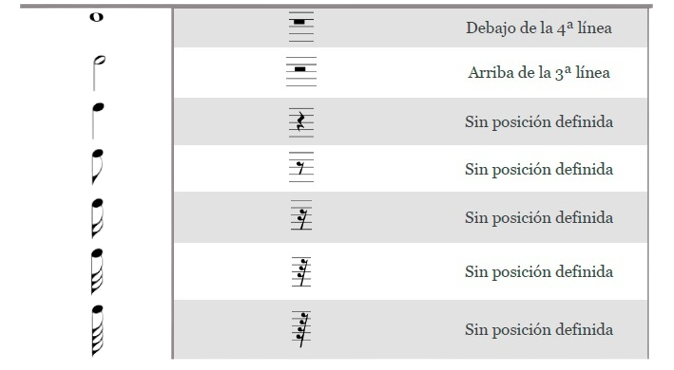 Debajo de la 4ª línea
Arriba de la 3ª línea
Sin posición definida
Sin posición definida
Sin posición definida
Sin posición definida
Sin posición definida